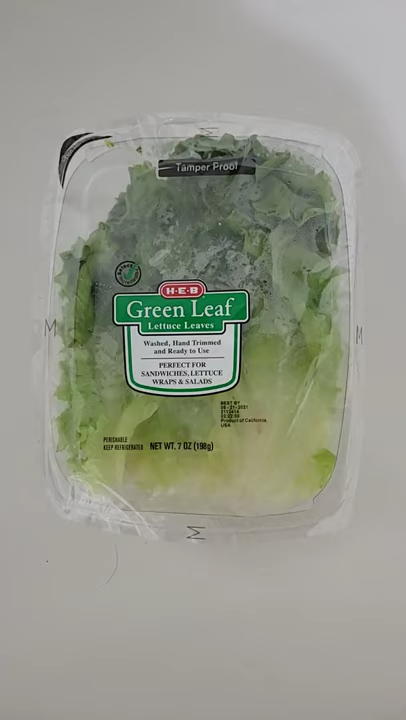 M
Tamper Proof
H-E-B
Green Leaf
Lettuce Leaves
Washed, Hand Trimmed
and Ready to Use
PERFECT FOR
SANDWICHES, LETTUCE
WRAPS & SALADS
M
M
BEST BY
Product of California,
USA
PERISHABLE
KEEP REFRIGERATED
NET WT. 7 OZ (198g)
M